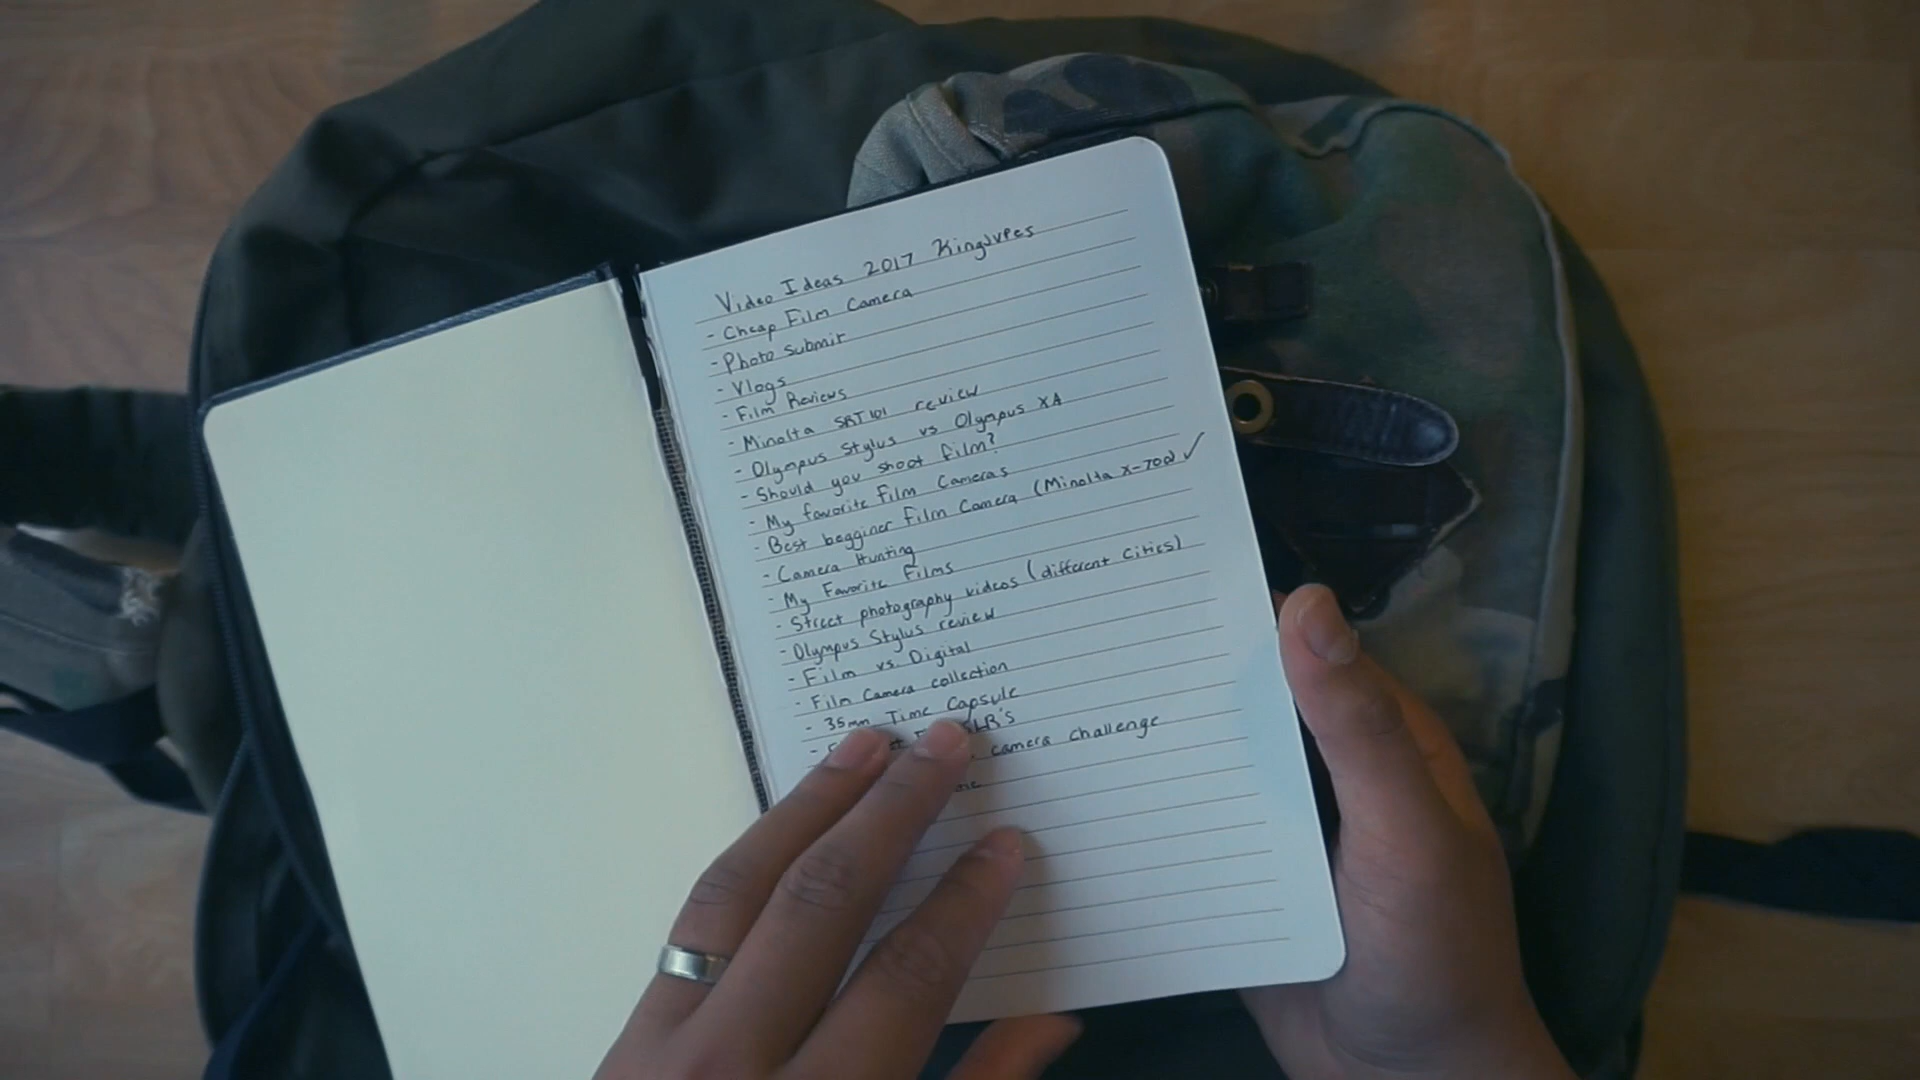 Video Ideas 2017 KingJvpes
- Cheap Film Camera
- Photo submit
- Vlogs
- Film Reviews
- Minolta SRT101 review
- Olympus Stylus vs Olympus XA
- Should you shoot film?
- My favorite Film Cameras
- Best begginer Film Camera (Minolta X-700) ✓
- Camera Hunting
- My Favorite Films
- Street photography videos (different Cities)
- Olympus Stylus review
- Film vs. Digital
- Film Camera collection
- 35mm Time Capsule
camera challenge